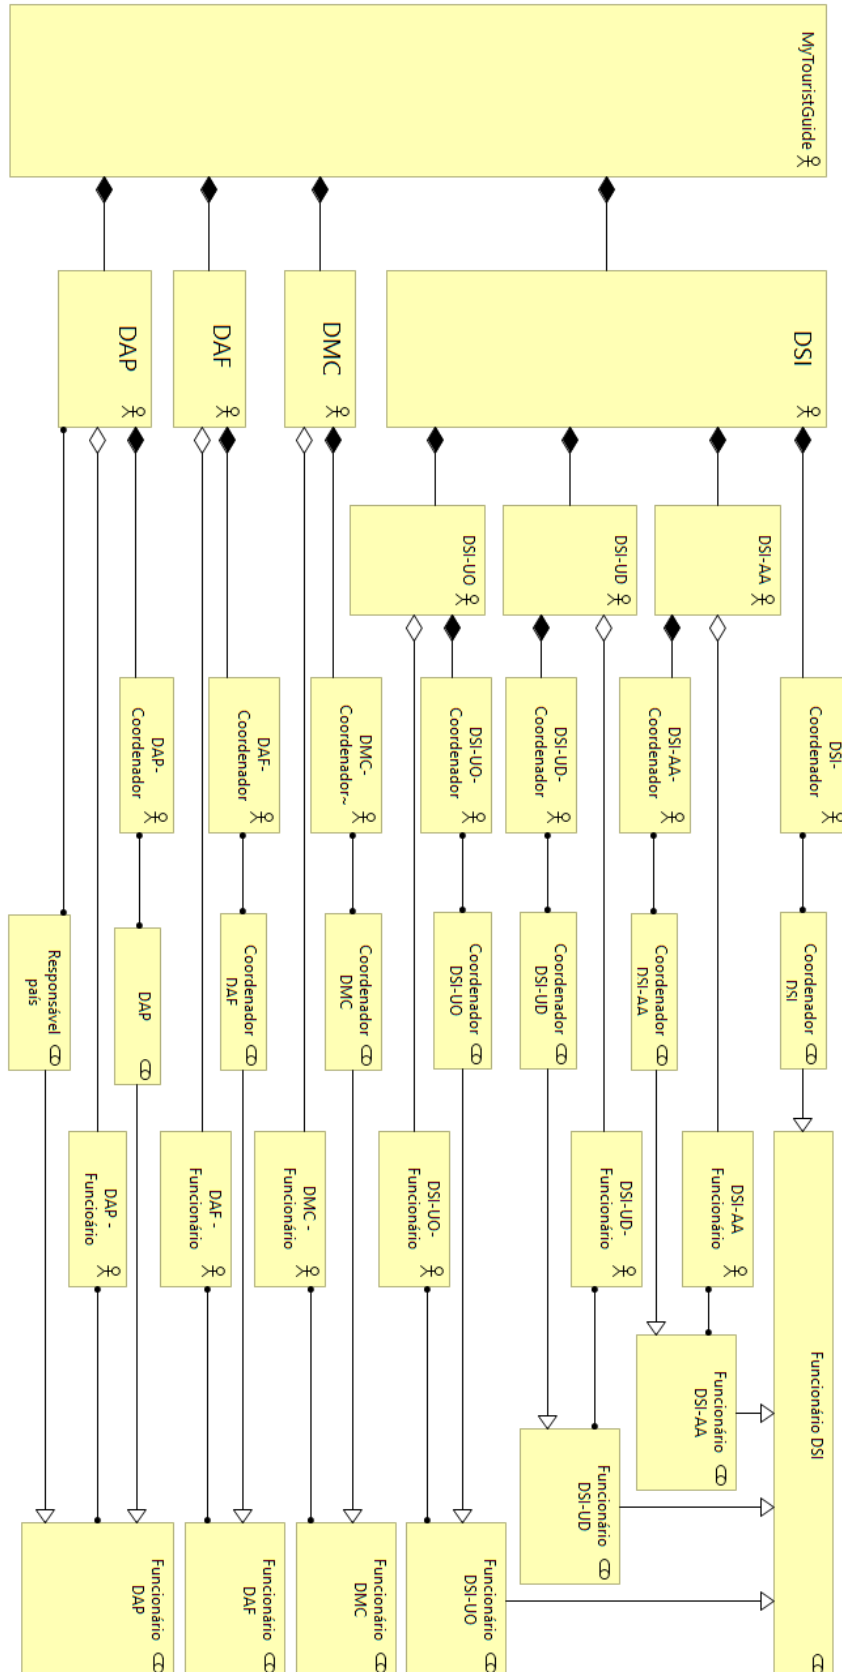 MyTouristGuide
DSI
DSI-
Coordenador
Coordenador
DSI
Funcionário DSI
DSI-AA
DSI-AA-
Coordenador
Coordenador
DSI-AA
DSI-AA
Funcionário
Funcionário
DSI-AA
DSI-UD
DSI-UD-
Coordenador
Coordenador
DSI-UD
DSI-UD-
Funcionário
Funcionário
DSI-UD
DSI-UO
DSI-UO-
Coordenador
Coordenador
DSI-UO
DSI-UO-
Funcionário
Funcionário
DSI-UO
DMC
DMC-
Coordenador~
Coordenador
DMC
DMC -
Funcionário
Funcionário
DMC
DAF
DAF-
Coordenador
Coordenador
DAF
DAF -
Funcionário
Funcionário
DAF
DAP
DAP-
Coordenador
DAP
DAP -
Funcioário
Funcionário
DAP
Responsável
país